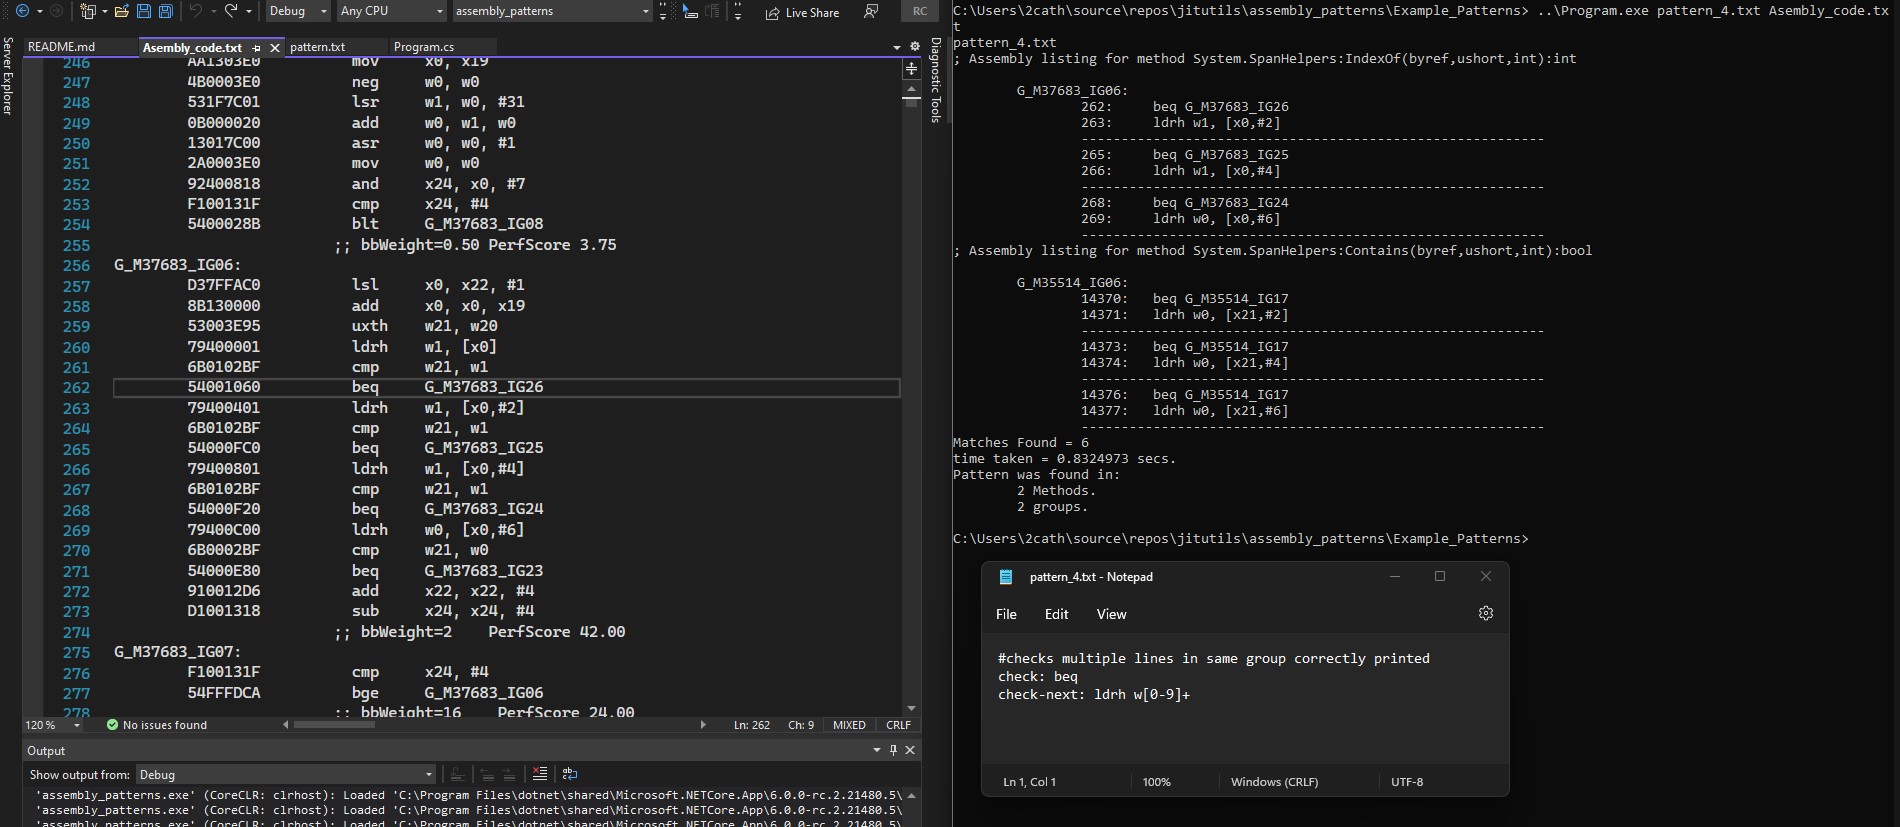 Debug
Any CPU
assembly_patterns
Live Share
RC
Server Explorer
README.md
Asembly_code.txt
pattern.txt
Program.cs
Diagnostic Tools
246 AA1303E0 mov x0, x19
247 4B0003E0 neg w0, w0
248 531F7C01 lsr w1, w0, #31
249 0B000020 add w0, w1, w0
250 13017C00 asr w0, w0, #1
251 2A0003E0 mov w0, w0
252 92400818 and x24, x0, #7
253 F100131F cmp x24, #4
254 5400028B blt G_M37683_IG08
255 ;; bbWeight=0.50 PerfScore 3.75
256 G_M37683_IG06:
257 D37FFAC0 lsl x0, x22, #1
258 8B130000 add x0, x0, x19
259 53003E95 uxth w21, w20
260 79400001 ldrh w1, [x0]
261 6B0102BF cmp w21, w1
262 54001060 beq G_M37683_IG26
263 79400401 ldrh w1, [x0,#2]
264 6B0102BF cmp w21, w1
265 54000FC0 beq G_M37683_IG25
266 79400801 ldrh w1, [x0,#4]
267 6B0102BF cmp w21, w1
268 54000F20 beq G_M37683_IG24
269 79400C00 ldrh w0, [x0,#6]
270 6B0002BF cmp w21, w0
271 54000E80 beq G_M37683_IG23
272 910012D6 add x22, x22, #4
273 D1001318 sub x24, x24, #4
274 ;; bbWeight=2 PerfScore 42.00
275 G_M37683_IG07:
276 F100131F cmp x24, #4
277 54FFFDCA bge G_M37683_IG06
278 ;; bbWeight=16 PerfScore 24.00
120 % No issues found Ln: 262 Ch: 9 MIXED CRLF
Output
Show output from: Debug
'assembly_patterns.exe' (CoreCLR: clrhost): Loaded 'C:\Program Files\dotnet\shared\Microsoft.NETCore.App\6.0.0-rc.2.21480.5\
'assembly_patterns.exe' (CoreCLR: clrhost): Loaded 'C:\Program Files\dotnet\shared\Microsoft.NETCore.App\6.0.0-rc.2.21480.5\
'assembly_patterns.exe' (CoreCLR: clrhost): Loaded 'C:\Program Files\dotnet\shared\Microsoft.NETCore.App\6.0.0-rc.2.21480.5\
C:\Users\2cath\source\repos\jitutils\assembly_patterns\Example_Patterns> ..\Program.exe pattern_4.txt Asembly_code.tx
t
pattern_4.txt
; Assembly listing for method System.SpanHelpers:IndexOf(byref,ushort,int):int
G_M37683_IG06:
262: beq G_M37683_IG26
263: ldrh w1, [x0,#2]
----------------------------------------------------------
265: beq G_M37683_IG25
266: ldrh w1, [x0,#4]
----------------------------------------------------------
268: beq G_M37683_IG24
269: ldrh w0, [x0,#6]
----------------------------------------------------------
; Assembly listing for method System.SpanHelpers:Contains(byref,ushort,int):bool
G_M35514_IG06:
14370: beq G_M35514_IG17
14371: ldrh w0, [x21,#2]
----------------------------------------------------------
14373: beq G_M35514_IG17
14374: ldrh w0, [x21,#4]
----------------------------------------------------------
14376: beq G_M35514_IG17
14377: ldrh w0, [x21,#6]
----------------------------------------------------------
Matches Found = 6
time taken = 0.8324973 secs.
Pattern was found in:
2 Methods.
2 groups.
C:\Users\2cath\source\repos\jitutils\assembly_patterns\Example_Patterns>
pattern_4.txt - Notepad
File Edit View
#checks multiple lines in same group correctly printed
check: beq
check-next: ldrh w[0-9]+
Ln 1, Col 1 100% Windows (CRLF) UTF-8